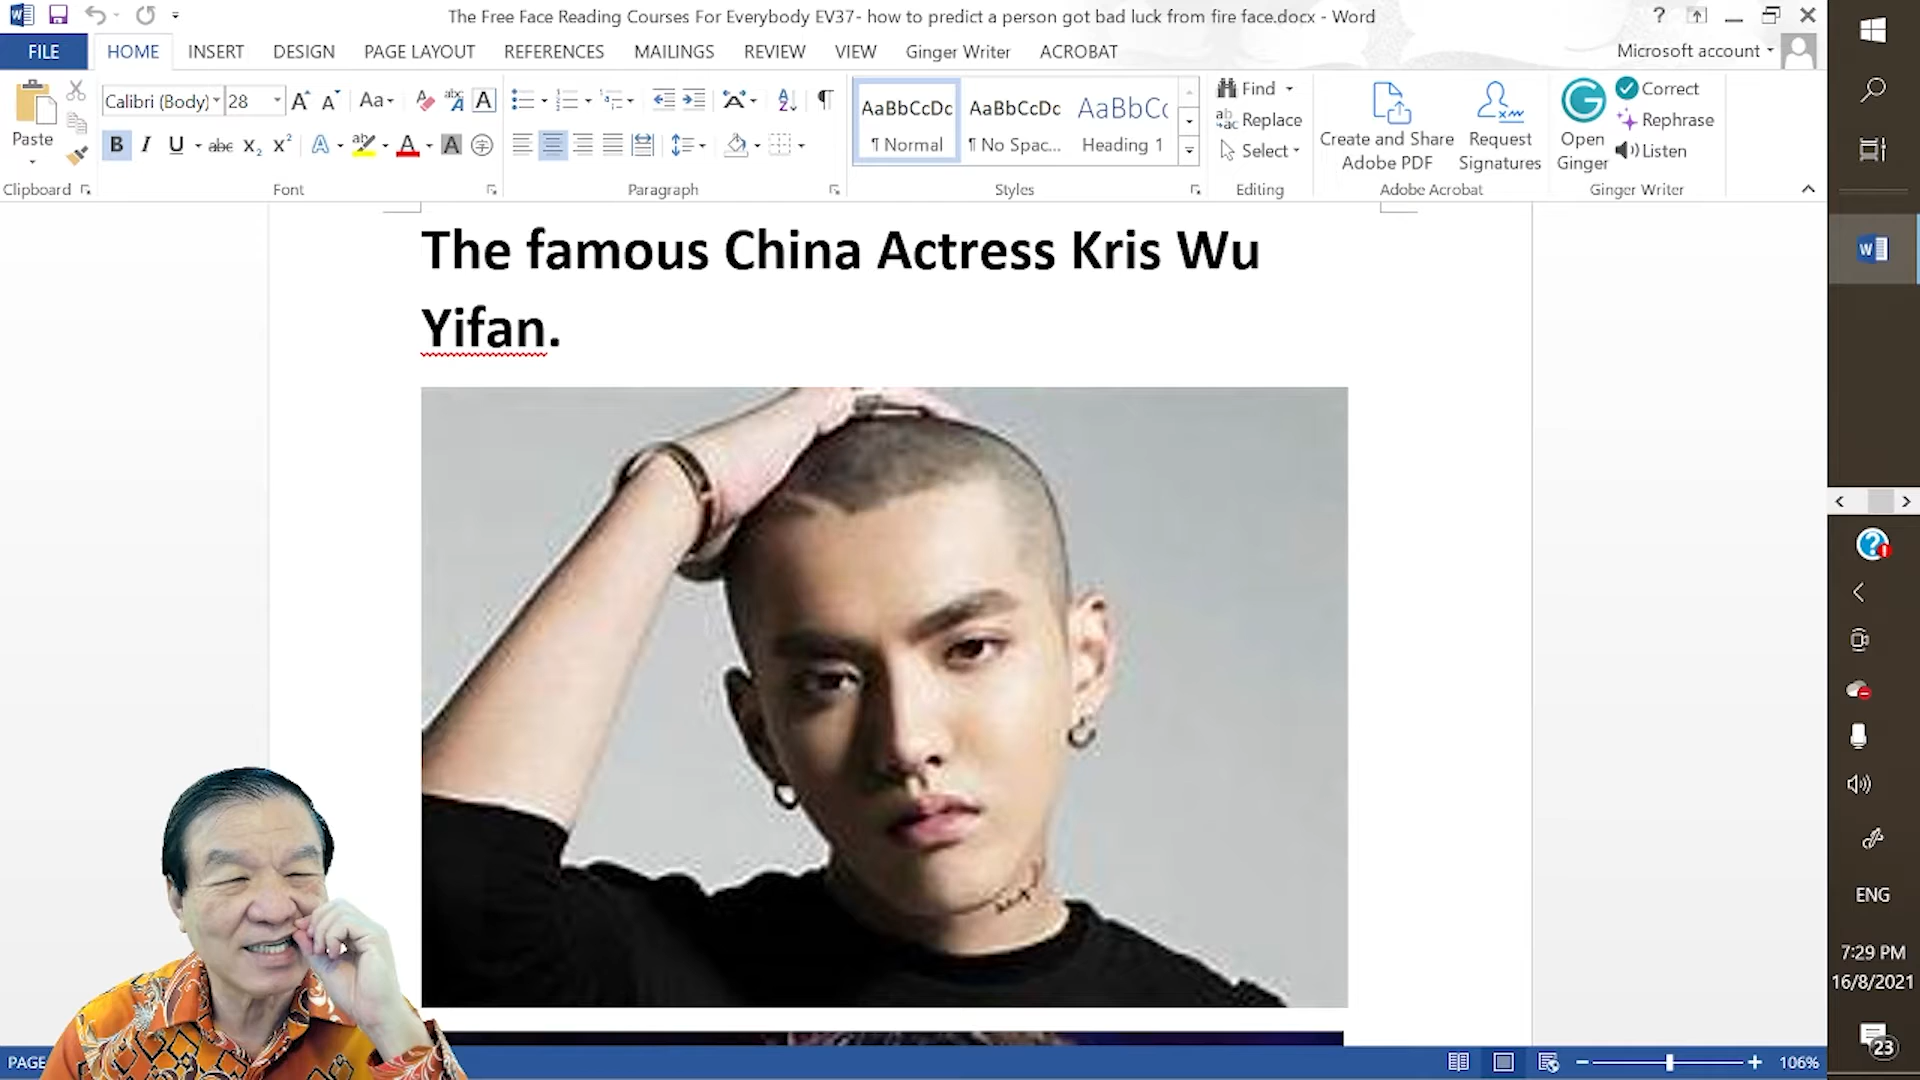 The Free Face Reading Courses For Everybody EV37- how to predict a person got bad luck from fire face.docx - Word
FILE HOME INSERT DESIGN PAGE LAYOUT REFERENCES MAILINGS REVIEW VIEW Ginger Writer ACROBAT Microsoft account
Calibri (Body) 28 Aa AaBbCcDc AaBbCcDc AaBbCc Find Correct
Paste Replace Create and Share Request Open Rephrase
B I U abc ¶ Normal ¶ No Spac... Heading 1 Select Adobe PDF Signatures Ginger Listen
Clipboard Font Paragraph Styles Editing Adobe Acrobat Ginger Writer
The famous China Actress Kris Wu
Yifan.
ENG
7:29 PM
16/8/2021
23
PAGE 106%